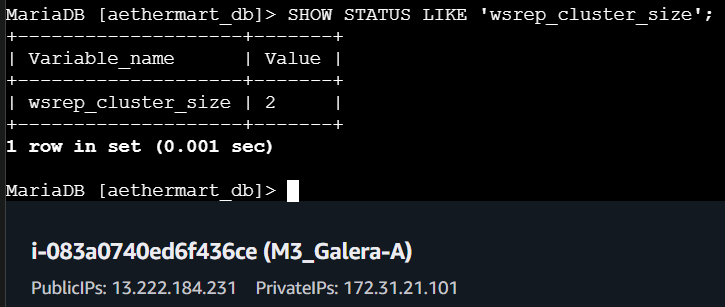 MariaDB [aethermart_db]> SHOW STATUS LIKE 'wsrep_cluster_size';
+--------------------+-------+
| Variable_name      | Value |
+--------------------+-------+
| wsrep_cluster_size | 2     |
+--------------------+-------+
1 row in set (0.001 sec)
MariaDB [aethermart_db]>
i-083a0740ed6f436ce (M3_Galera-A)
PublicIPs: 13.222.184.231 PrivateIPs: 172.31.21.101